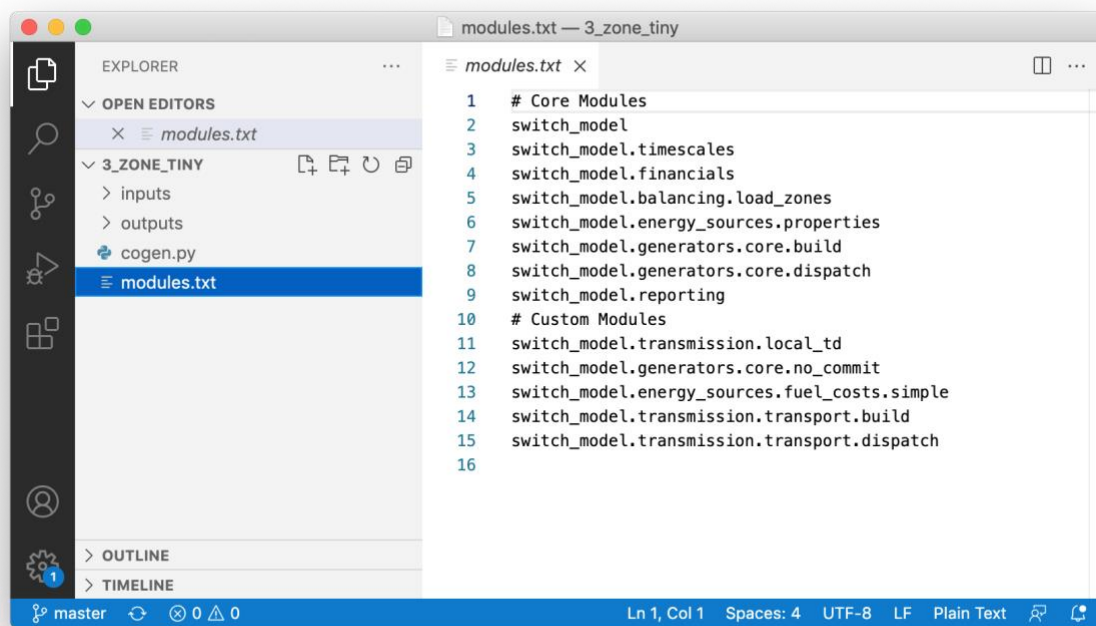 modules.txt — 3_zone_tiny
EXPLORER
OPEN EDITORS
modules.txt
3_ZONE_TINY
inputs
outputs
cogen.py
modules.txt
OUTLINE
TIMELINE
modules.txt
1 # Core Modules
2 switch_model
3 switch_model.timescales
4 switch_model.financials
5 switch_model.balancing.load_zones
6 switch_model.energy_sources.properties
7 switch_model.generators.core.build
8 switch_model.generators.core.dispatch
9 switch_model.reporting
10 # Custom Modules
11 switch_model.transmission.local_td
12 switch_model.generators.core.no_commit
13 switch_model.energy_sources.fuel_costs.simple
14 switch_model.transmission.transport.build
15 switch_model.transmission.transport.dispatch
16
1
master 0 0 Ln 1, Col 1 Spaces: 4 UTF-8 LF Plain Text